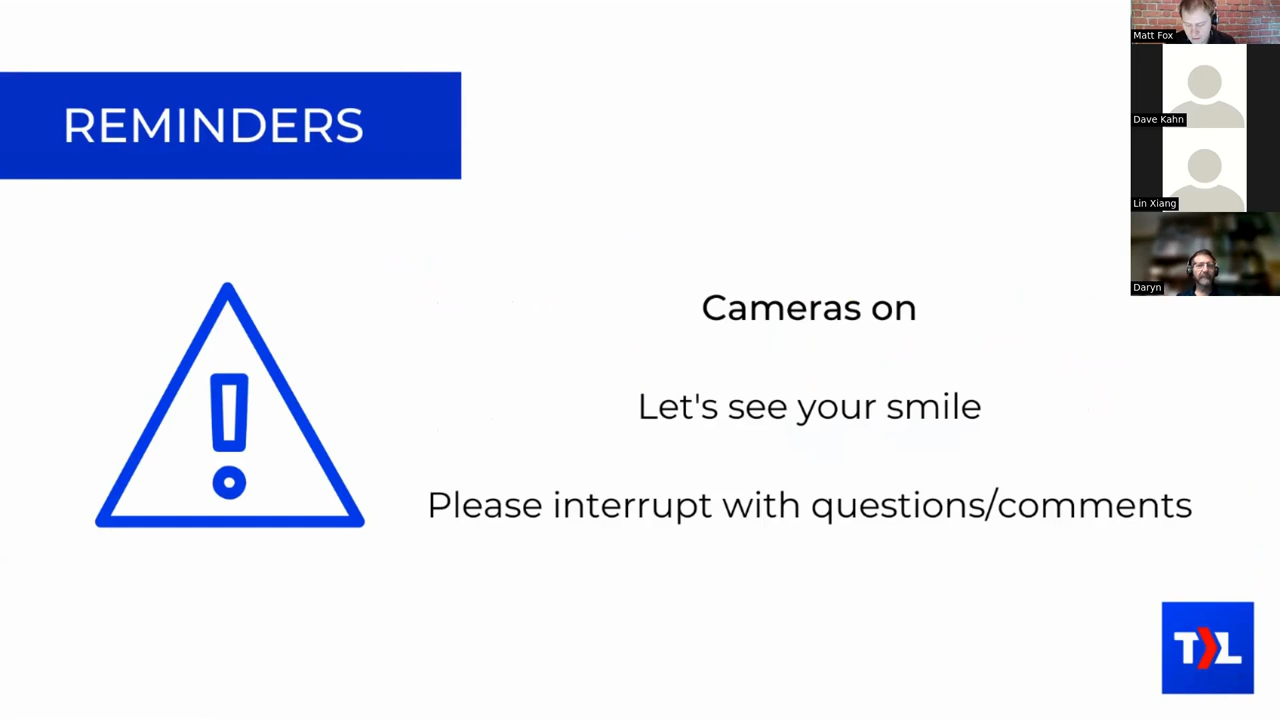 REMINDERS
Cameras on
Let's see your smile
Please interrupt with questions/comments
Matt Fox
Dave Kahn
Lin Xiang
Daryn
T L